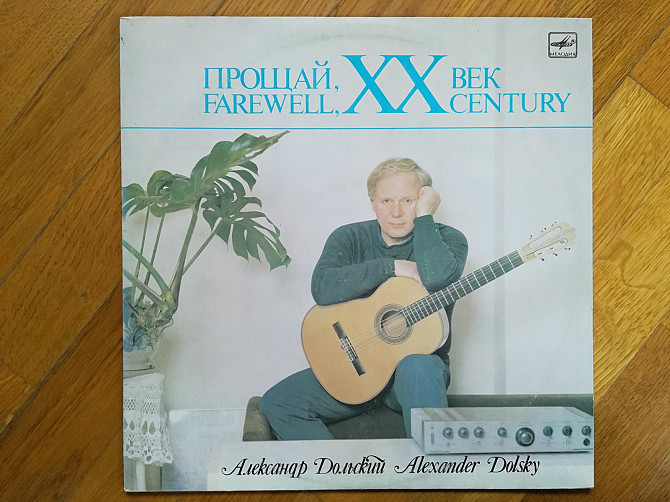 МЕЛОДИЯ
ПРОЩАЙ, XX ВЕК
FAREWELL, CENTURY
Александр Дольский Alexander Dolsky